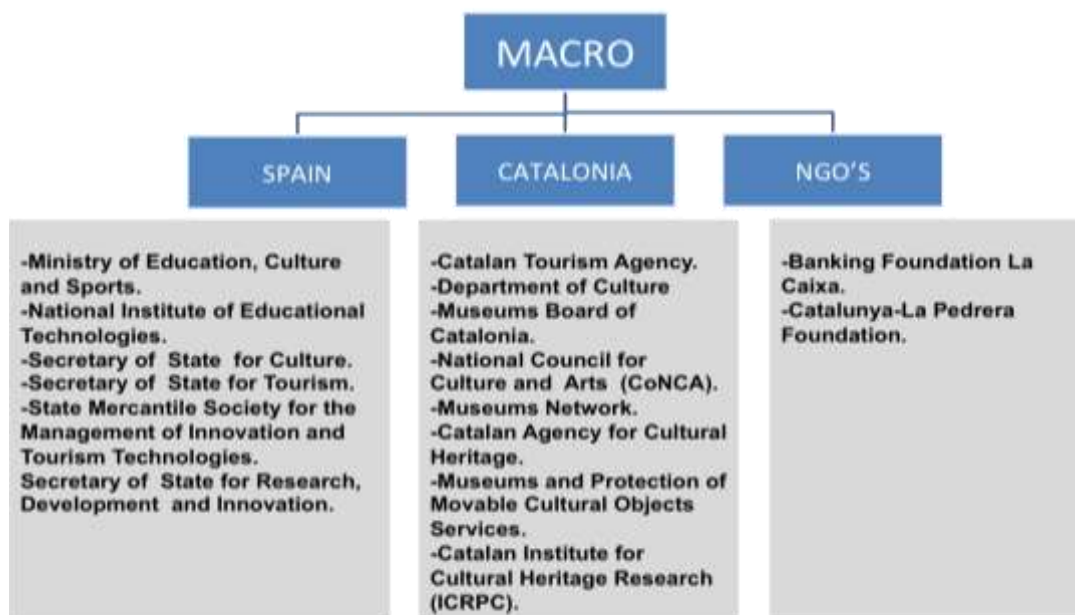 MACRO
SPAIN
CATALONIA
NGO'S
-Ministry of Education, Culture
and Sports.
-National Institute of Educational
Technologies.
-Secretary of State for Culture.
-Secretary of State for Tourism.
-State Mercantile Society for the
Management of Innovation and
Tourism Technologies.
Secretary of State for Research,
Development and Innovation.
-Catalan Tourism Agency.
-Department of Culture
-Museums Board of
Catalonia.
-National Council for
Culture and Arts (CoNCA).
-Museums Network.
-Catalan Agency for Cultural
Heritage.
-Museums and Protection of
Movable Cultural Objects
Services.
-Catalan Institute for
Cultural Heritage Research
(ICRPC).
-Banking Foundation La
Caixa.
-Catalunya-La Pedrera
Foundation.